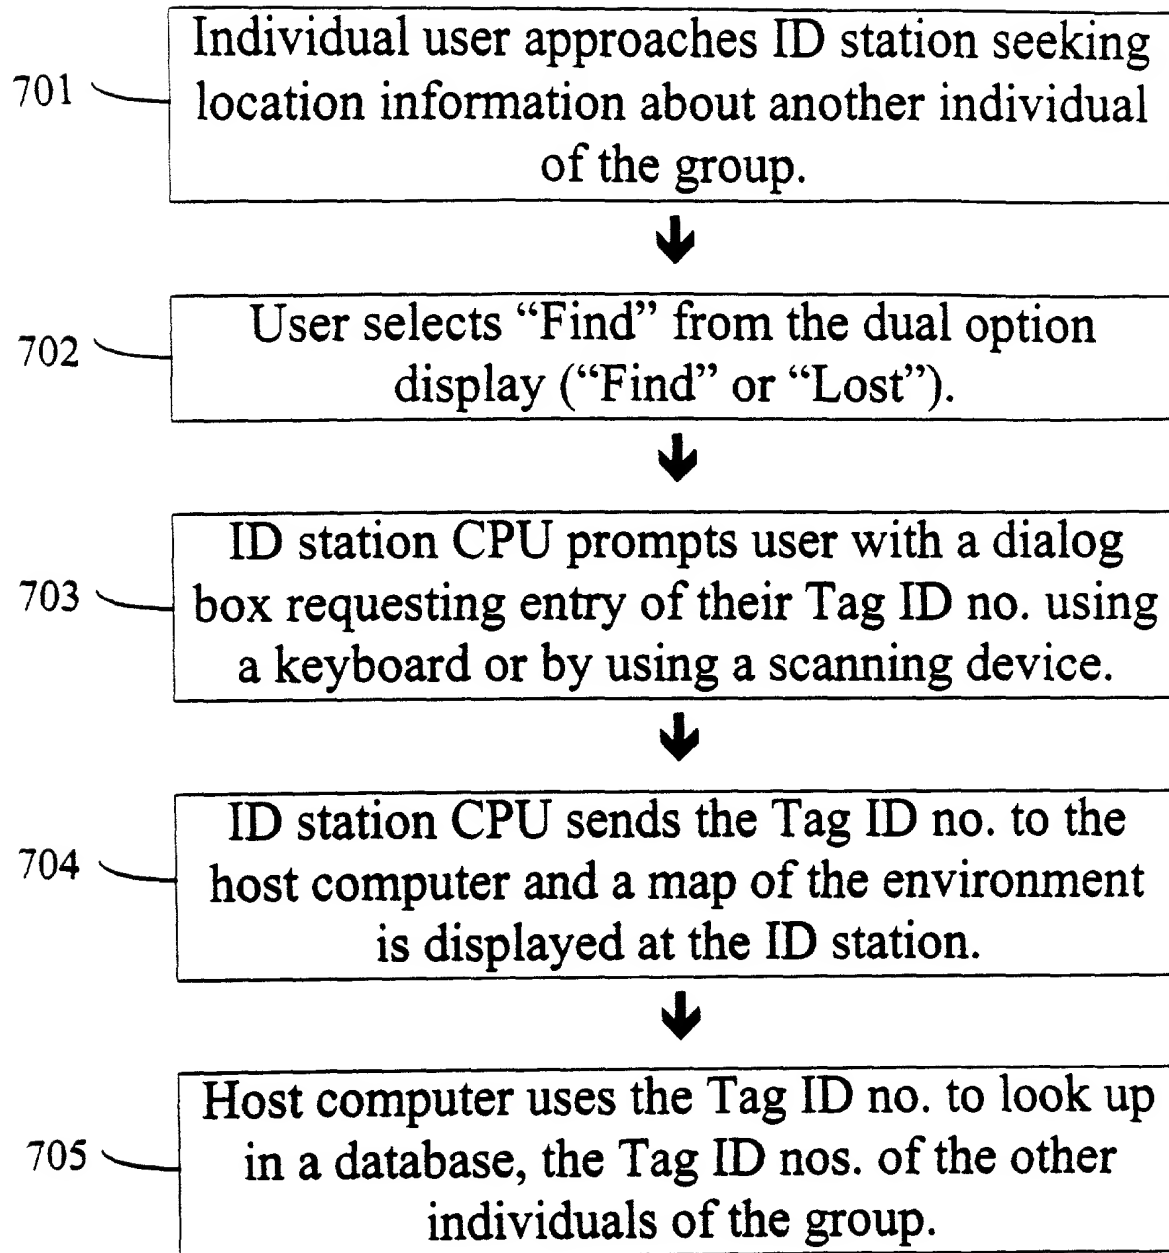 701
Individual user approaches ID station seeking
location information about another individual
of the group.
702
User selects “Find” from the dual option
display (“Find” or “Lost”).
703
ID station CPU prompts user with a dialog
box requesting entry of their Tag ID no. using
a keyboard or by using a scanning device.
704
ID station CPU sends the Tag ID no. to the
host computer and a map of the environment
is displayed at the ID station.
705
Host computer uses the Tag ID no. to look up
in a database, the Tag ID nos. of the other
individuals of the group.